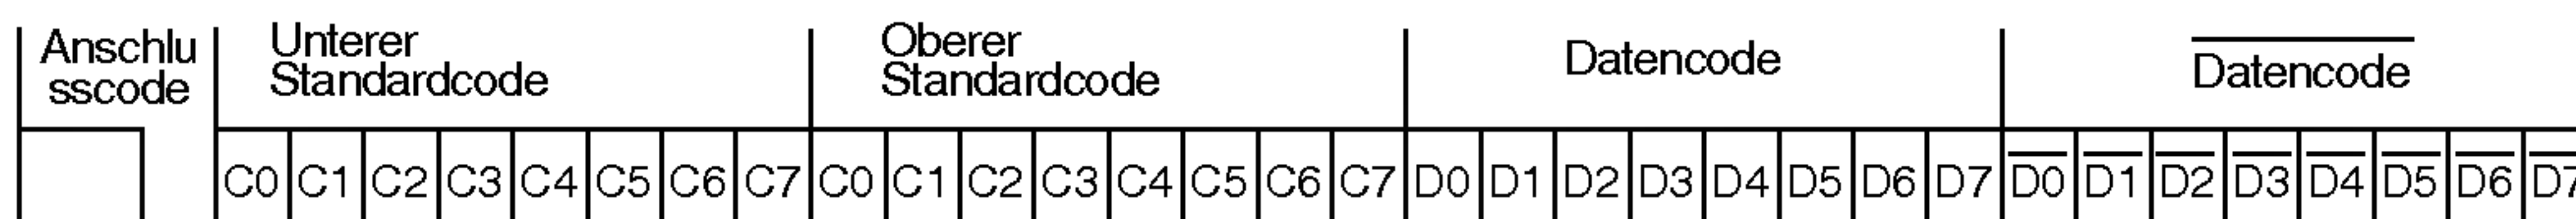 Anschlu
sscode
Unterer
Standardcode
Oberer
Standardcode
Datencode
Datencode
C0 C1 C2 C3 C4 C5 C6 C7 C0 C1 C2 C3 C4 C5 C6 C7 D0 D1 D2 D3 D4 D5 D6 D7 D0 D1 D2 D3 D4 D5 D6 D7